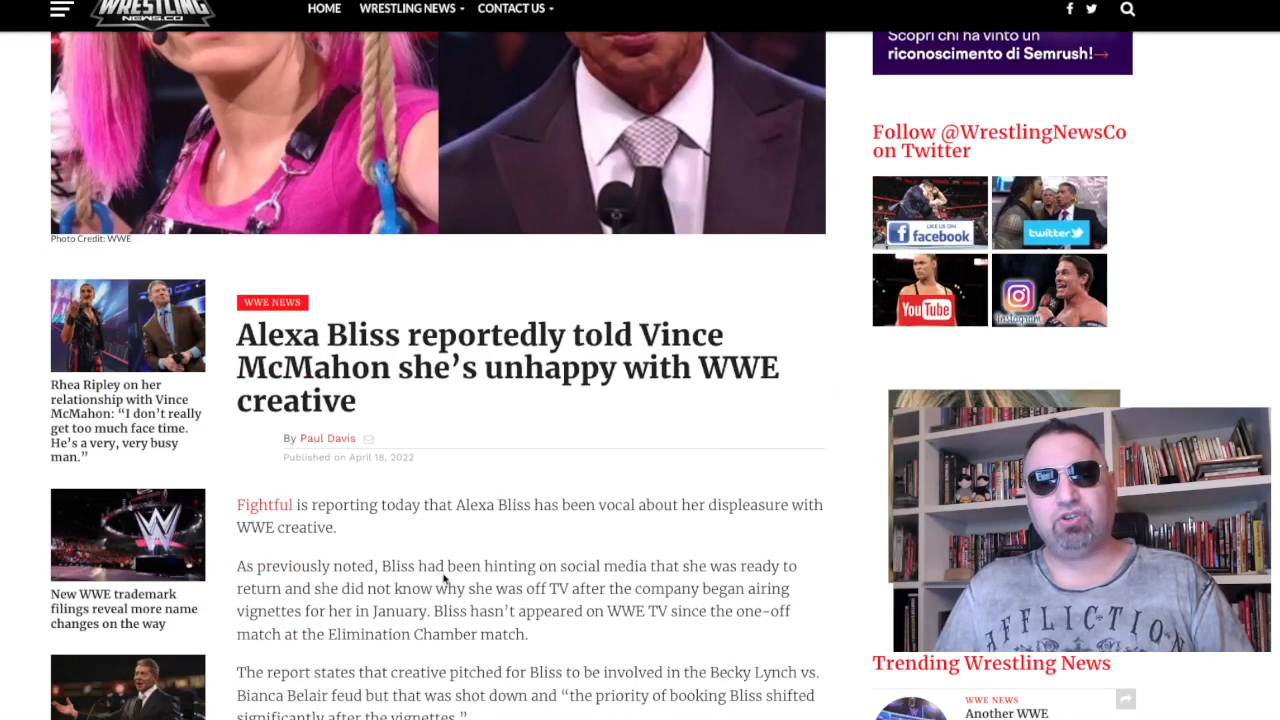 WRESTLING
NEWS.CO
HOME
WRESTLING NEWS
CONTACT US
Scopri chi ha vinto un
riconoscimento di Semrush!→
Photo Credit: WWE
Follow @WrestlingNewsCo
on Twitter
LIKE US ON
facebook
twitter
YouTube
Instagram
Rhea Ripley on her
relationship with Vince
McMahon: “I don’t really
get too much face time.
He’s a very, very busy
man.”
New WWE trademark
filings reveal more name
changes on the way
WWE NEWS
Alexa Bliss reportedly told Vince
McMahon she’s unhappy with WWE
creative
By Paul Davis
Published on April 18, 2022
Fightful is reporting today that Alexa Bliss has been vocal about her displeasure with
WWE creative.
As previously noted, Bliss had been hinting on social media that she was ready to
return and she did not know why she was off TV after the company began airing
vignettes for her in January. Bliss hasn’t appeared on WWE TV since the one-off
match at the Elimination Chamber match.
The report states that creative pitched for Bliss to be involved in the Becky Lynch vs.
Bianca Belair feud but that was shot down and “the priority of booking Bliss shifted
significantly after the vignettes.”
AFFLICTION
Trending Wrestling News
WWE NEWS
Another WWE